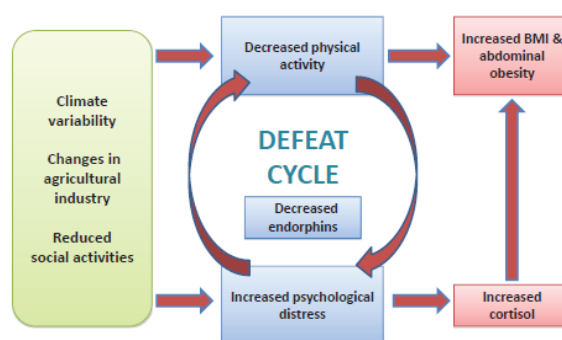 Climate
variability
Changes in
agricultural
industry
Reduced
social activities
Decreased physical
activity
DEFEAT
CYCLE
Decreased
endorphins
Increased psychological
distress
Increased BMI &
abdominal
obesity
Increased
cortisol